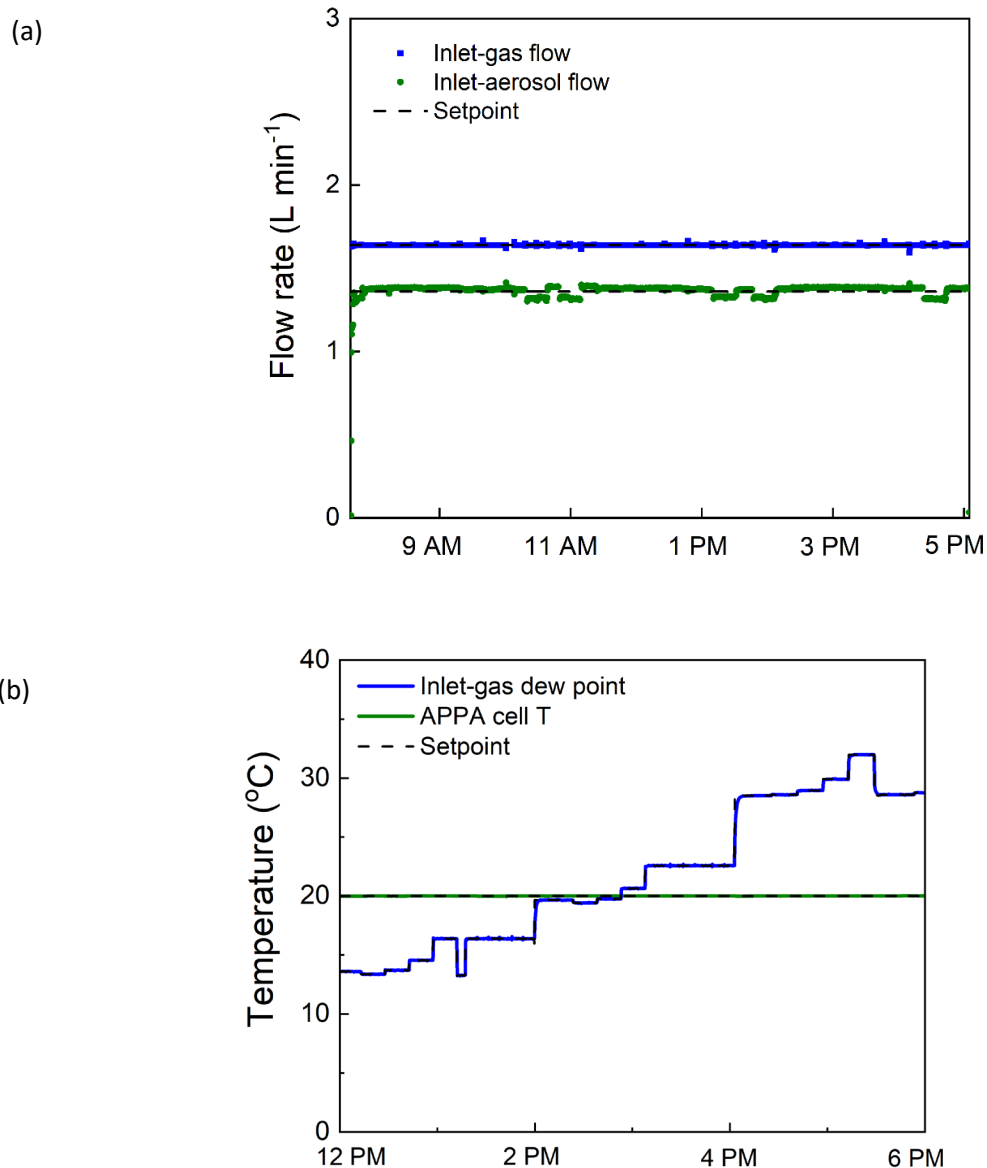 (a)
3
Inlet-gas flow
Inlet-aerosol flow
Setpoint
2
1
0
Flow rate (L min⁻¹)
9 AM 11 AM 1 PM 3 PM 5 PM
(b)
40
Inlet-gas dew point
APPA cell T
Setpoint
30
20
10
0
Temperature (ºC)
12 PM 2 PM 4 PM 6 PM